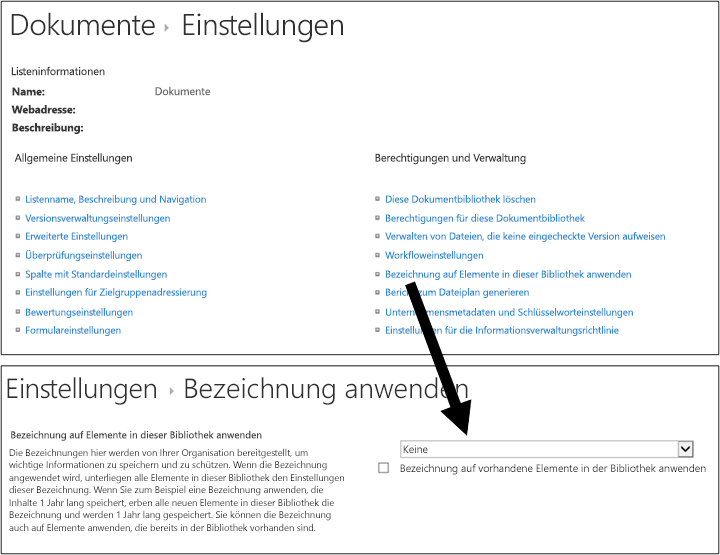 Dokumente › Einstellungen
Listeninformationen
Name: Dokumente
Webadresse:
Beschreibung:
Allgemeine Einstellungen
Listenname, Beschreibung und Navigation
Versionsverwaltungseinstellungen
Erweiterte Einstellungen
Überprüfungseinstellungen
Spalte mit Standardeinstellungen
Einstellungen für Zielgruppenadressierung
Bewertungseinstellungen
Formulareinstellungen
Berechtigungen und Verwaltung
Diese Dokumentbibliothek löschen
Berechtigungen für diese Dokumentbibliothek
Verwalten von Dateien, die keine eingecheckte Version aufweisen
Workfloweinstellungen
Bezeichnung auf Elemente in dieser Bibliothek anwenden
Bericht zum Dateiplan generieren
Unternehmensmetadaten und Schlüsselworteinstellungen
Einstellungen für die Informationsverwaltungsrichtlinie
Einstellungen › Bezeichnung anwenden
Bezeichnung auf Elemente in dieser Bibliothek anwenden
Die Bezeichnungen hier werden von Ihrer Organisation bereitgestellt, um
wichtige Informationen zu speichern und zu schützen. Wenn die Bezeichnung
angewendet wird, unterliegen alle Elemente in dieser Bibliothek den Einstellungen
dieser Bezeichnung. Wenn Sie zum Beispiel eine Bezeichnung anwenden, die
Inhalte 1 Jahr lang speichert, erben alle neuen Elemente in dieser Bibliothek die
Bezeichnung und werden 1 Jahr lang gespeichert. Sie können die Bezeichnung
auch auf Elemente anwenden, die bereits in der Bibliothek vorhanden sind.
Keine
Bezeichnung auf vorhandene Elemente in der Bibliothek anwenden